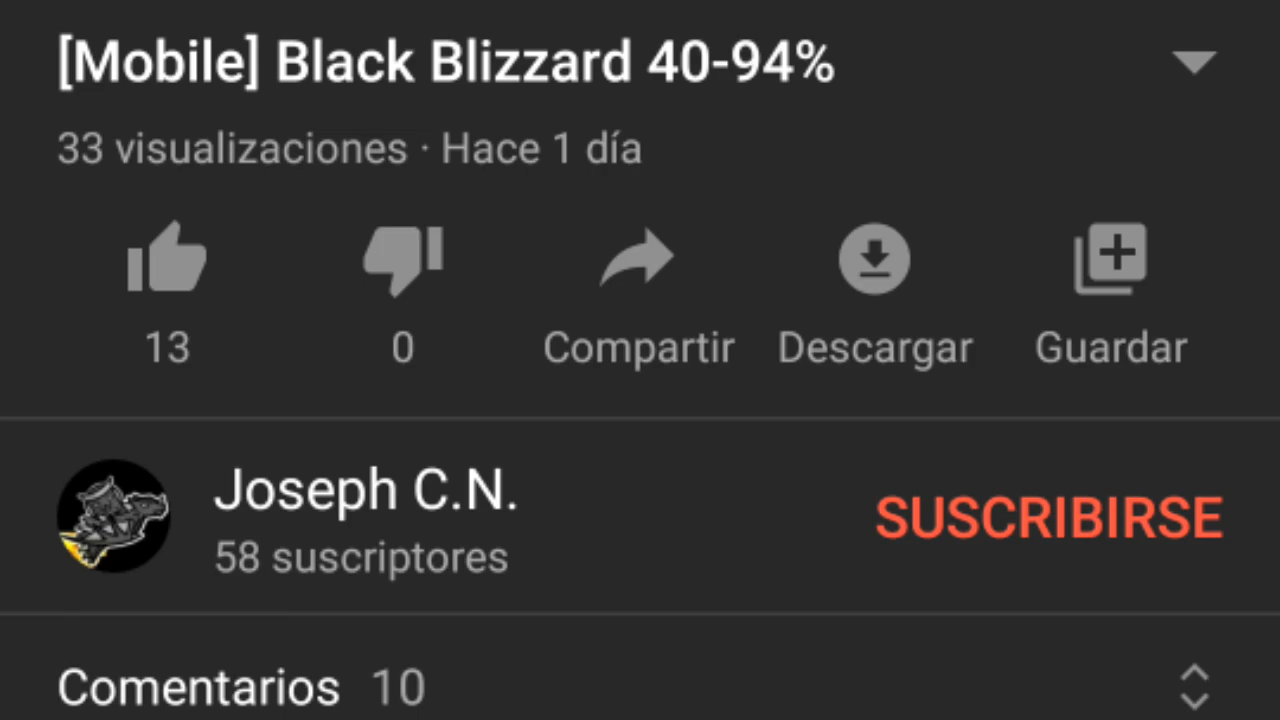 [Mobile] Black Blizzard 40-94%
33 visualizaciones · Hace 1 día
13 0 Compartir Descargar Guardar
Joseph C.N.
58 suscriptores
SUSCRIBIRSE
Comentarios 10